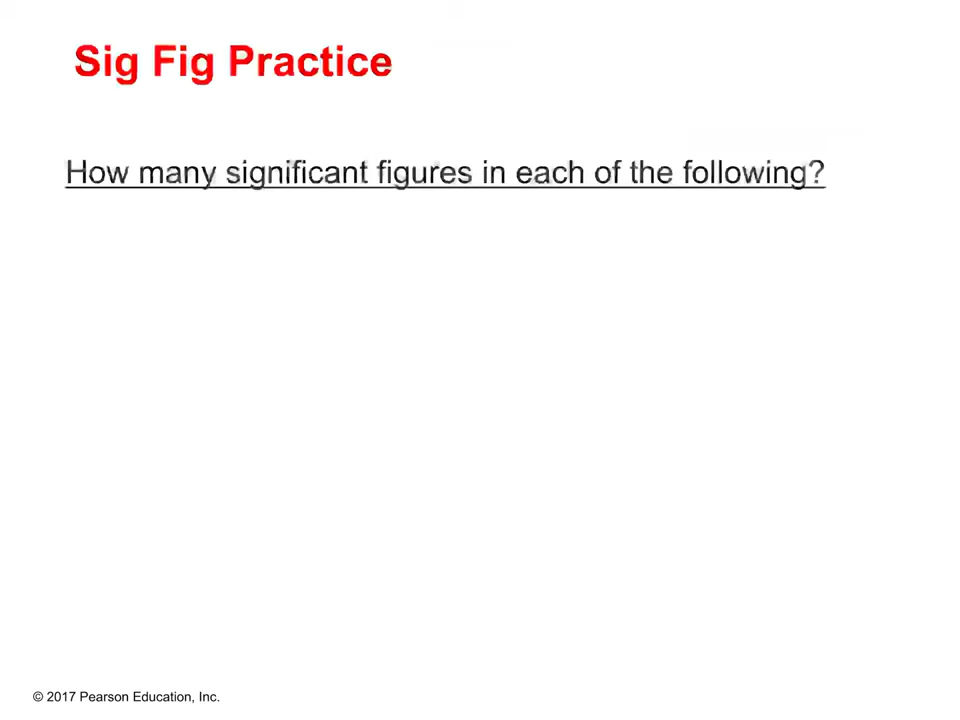 Sig Fig Practice
How many significant figures in each of the following?
© 2017 Pearson Education, Inc.